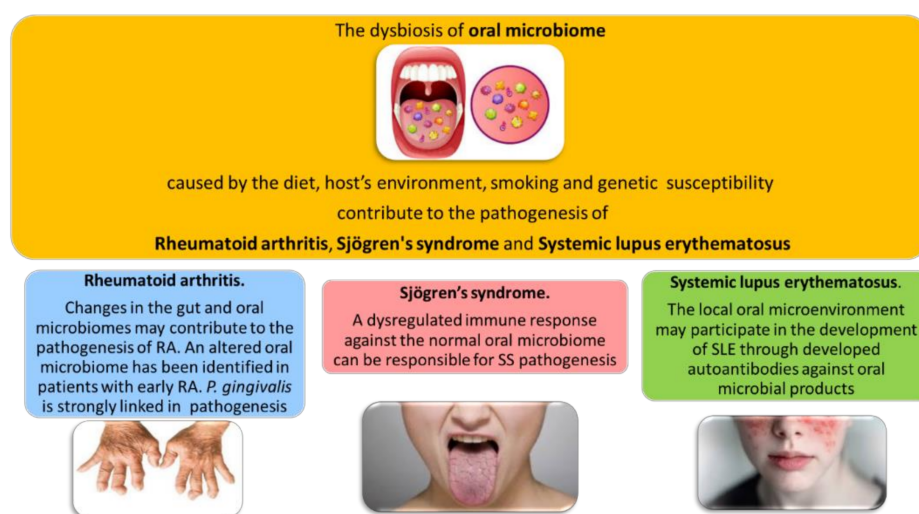 The dysbiosis of oral microbiome
caused by the diet, host's environment, smoking and genetic susceptibility
contribute to the pathogenesis of
Rheumatoid arthritis, Sjögren's syndrome and Systemic lupus erythematosus
Rheumatoid arthritis.
Changes in the gut and oral
microbiomes may contribute to the
pathogenesis of RA. An altered oral
microbiome has been identified in
patients with early RA. P. gingivalis
is strongly linked in pathogenesis
Sjögren's syndrome.
A dysregulated immune response
against the normal oral microbiome
can be responsible for SS pathogenesis
Systemic lupus erythematosus.
The local oral microenvironment
may participate in the development
of SLE through developed
autoantibodies against oral
microbial products